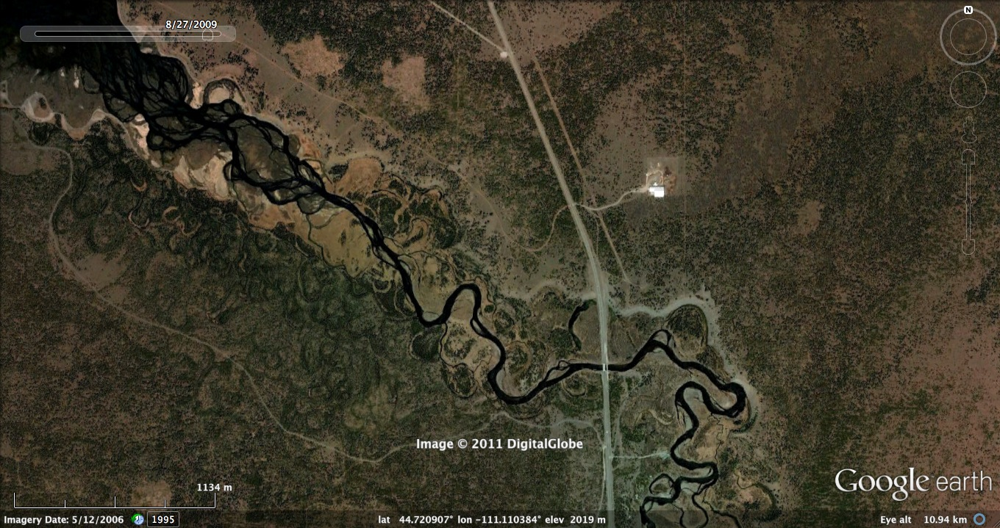 8/27/2009
N
Image © 2011 DigitalGlobe
Google earth
1134 m
Imagery Date: 5/12/2006 1995 lat 44.720907° lon -111.110384° elev 2019 m Eye alt 10.94 km